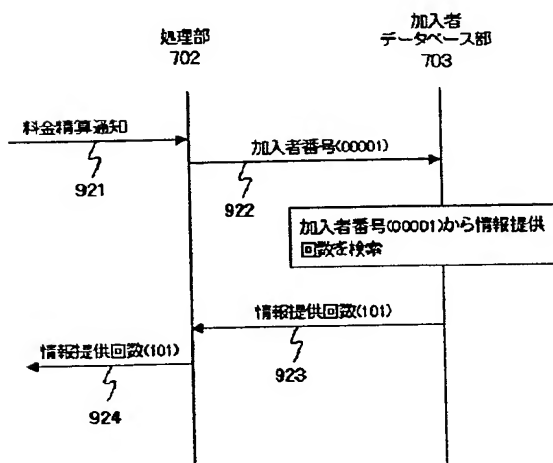 処理部
702
加入者
データベース部
703
料金精算通知
921
加入者番号(00001)
922
加入者番号(00001)から情報提供
回数を検索
情報提供回数(101)
923
情報提供回数(101)
924